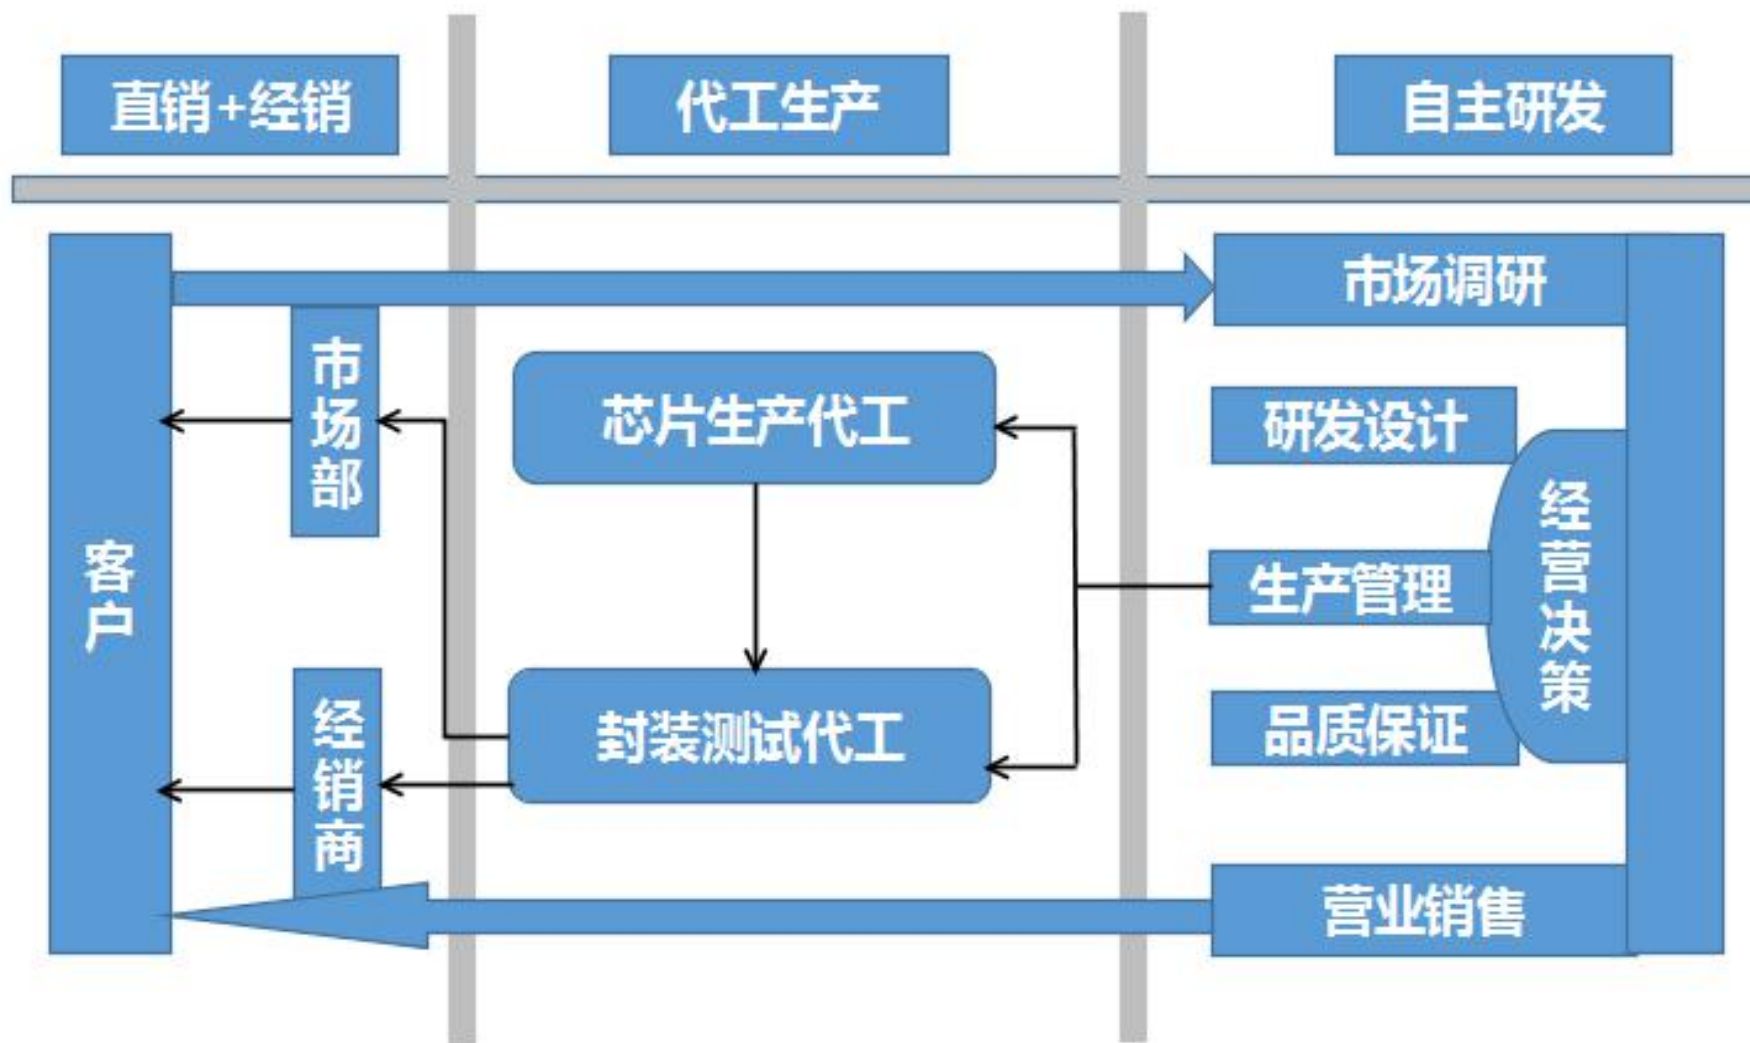 直销+经销
代工生产
自主研发
市场调研
市场部
芯片生产代工
研发设计
经营决策
客户
生产管理
经销商
封装测试代工
品质保证
营业销售